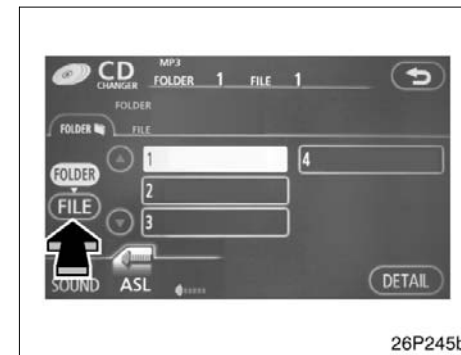 CD MP3
CHANGER FOLDER 1 FILE 1
FOLDER
FOLDER FILE
1 4
FOLDER
2
FILE
3
SOUND ASL DETAIL
26P245b